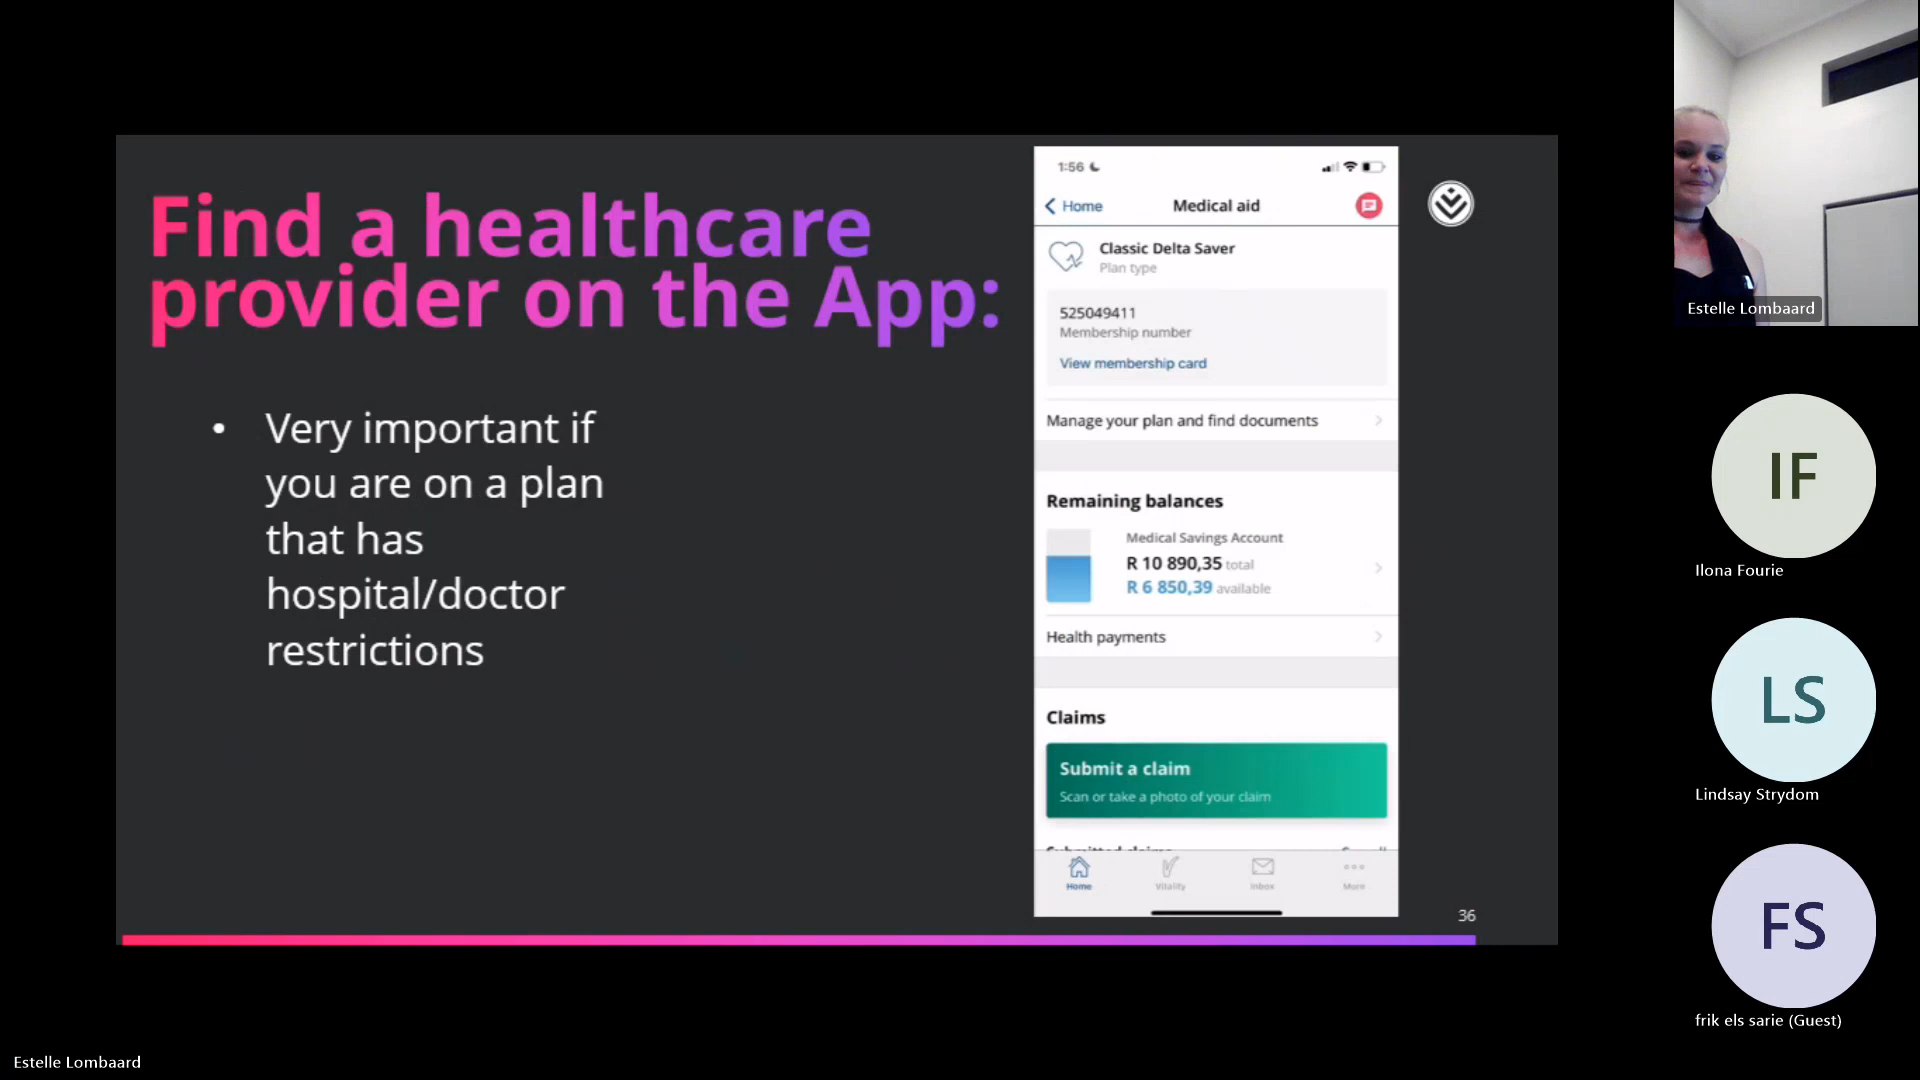 Find a healthcare
provider on the App:
• Very important if
you are on a plan
that has
hospital/doctor
restrictions
1:56
Home
Medical aid
Classic Delta Saver
Plan type
525049411
Membership number
View membership card
Manage your plan and find documents
Remaining balances
Medical Savings Account
R 10 890,35 total
R 6 850,39 available
Health payments
Claims
Submit a claim
Scan or take a photo of your claim
Home
Vitality
Inbox
More
36
Estelle Lombaard
IF
Ilona Fourie
LS
Lindsay Strydom
FS
frik els sarie (Guest)
Estelle Lombaard